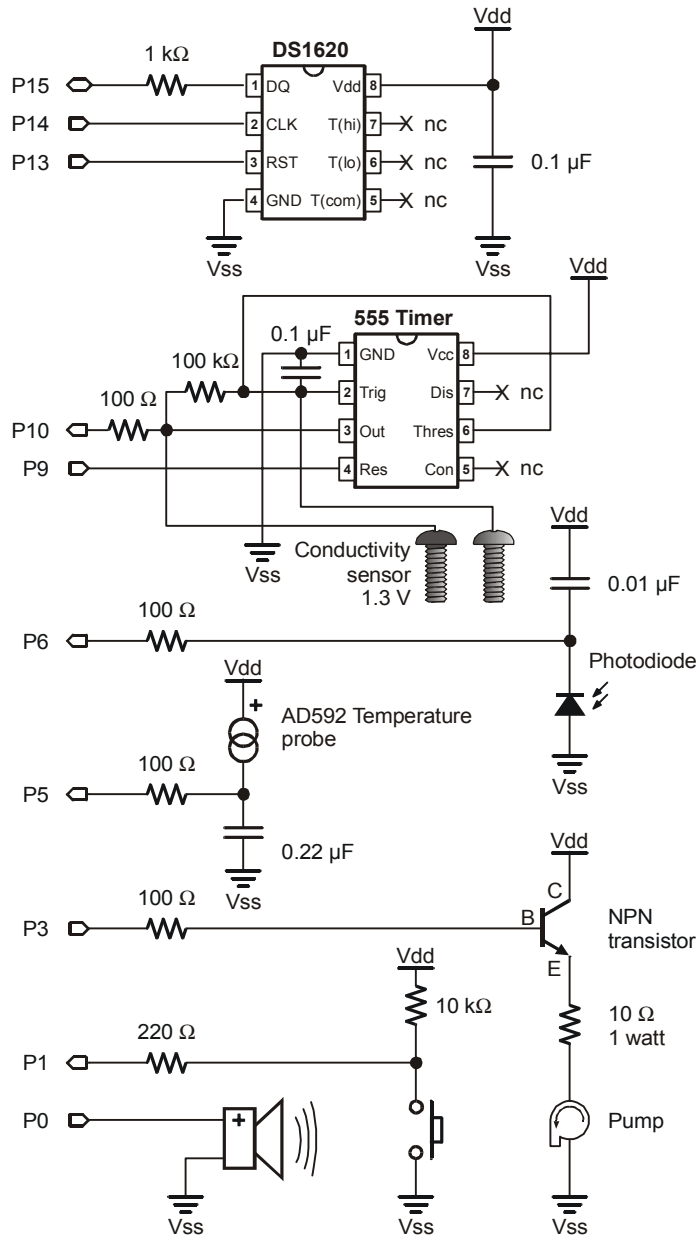 Vdd
DS1620
1 kΩ
P15
1 DQ Vdd 8
P14
2 CLK T(hi) 7 X nc
P13
3 RST T(lo) 6 X nc
0.1 µF
4 GND T(com) 5 X nc
Vss
Vss
Vdd
555 Timer
0.1 µF
1 GND Vcc 8
100 kΩ
2 Trig Dis 7 X nc
100 Ω
P10
3 Out Thres 6
P9
4 Res Con 5 X nc
Vdd
Vss
Conductivity
sensor
1.3 V
0.01 µF
100 Ω
P6
Photodiode
Vdd
+
AD592 Temperature
probe
Vss
100 Ω
P5
0.22 µF
Vdd
Vss
100 Ω
C
P3
B
NPN
transistor
E
Vdd
10 kΩ
10 Ω
1 watt
220 Ω
P1
P0
+
Pump
Vss
Vss
Vss